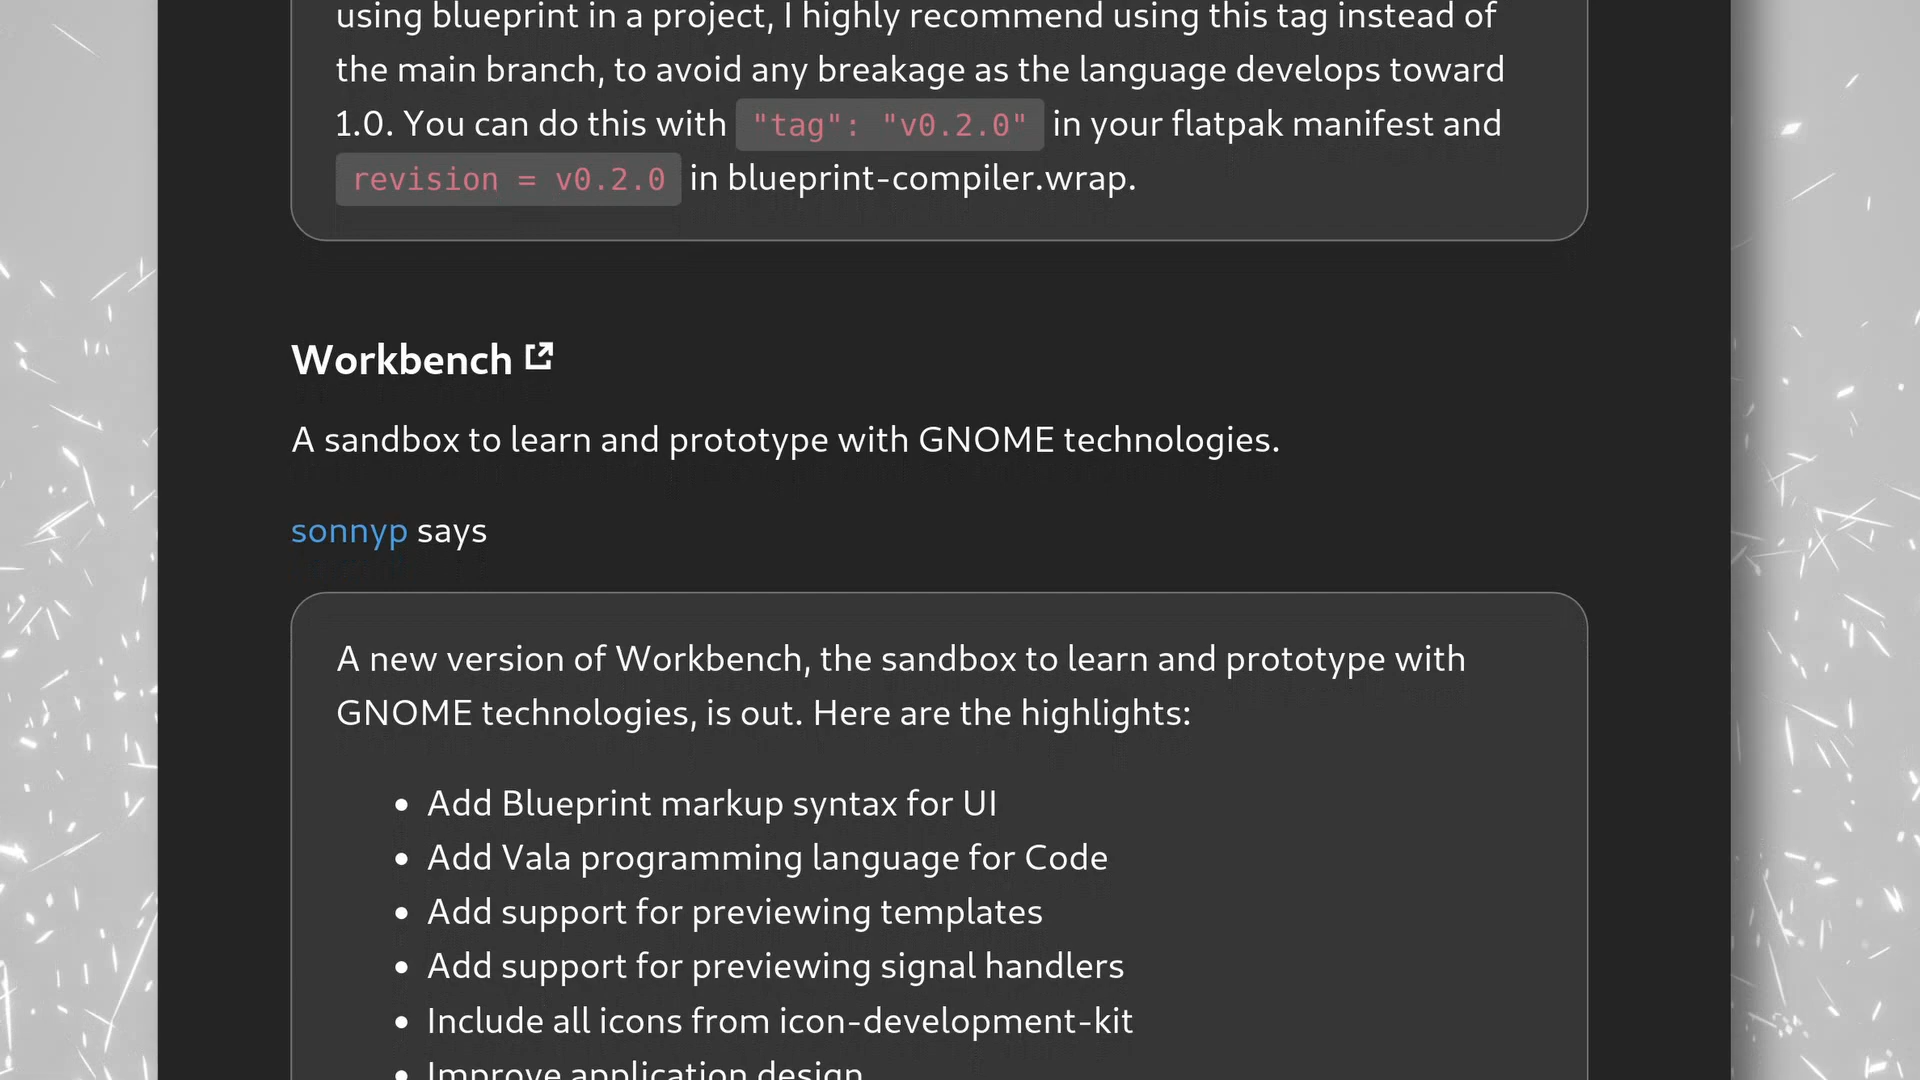 using blueprint in a project, I highly recommend using this tag instead of
the main branch, to avoid any breakage as the language develops toward
1.0. You can do this with "tag": "v0.2.0" in your flatpak manifest and
revision = v0.2.0 in blueprint-compiler.wrap.
Workbench
A sandbox to learn and prototype with GNOME technologies.
sonnyp says
A new version of Workbench, the sandbox to learn and prototype with
GNOME technologies, is out. Here are the highlights:
• Add Blueprint markup syntax for UI
• Add Vala programming language for Code
• Add support for previewing templates
• Add support for previewing signal handlers
• Include all icons from icon-development-kit
• Improve application design